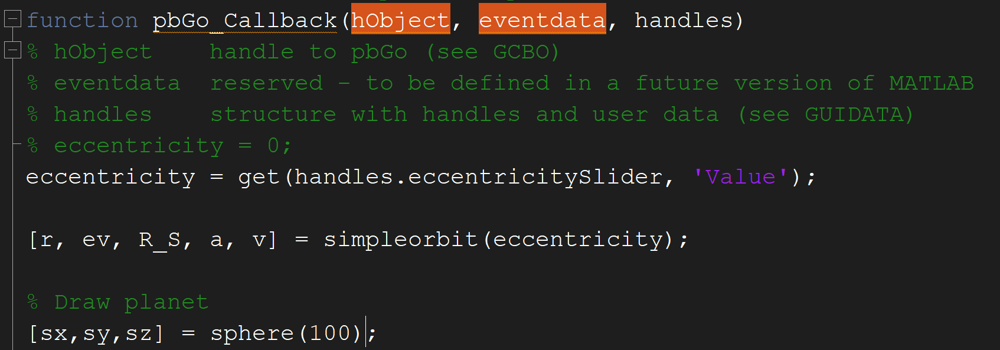 function pbGo_Callback(hObject, eventdata, handles)
% hObject    handle to pbGo (see GCBO)
% eventdata  reserved - to be defined in a future version of MATLAB
% handles    structure with handles and user data (see GUIDATA)
% eccentricity = 0;
eccentricity = get(handles.eccentricitySlider, 'Value');
[r, ev, R_S, a, v] = simpleorbit(eccentricity);
% Draw planet
[sx,sy,sz] = sphere(100);